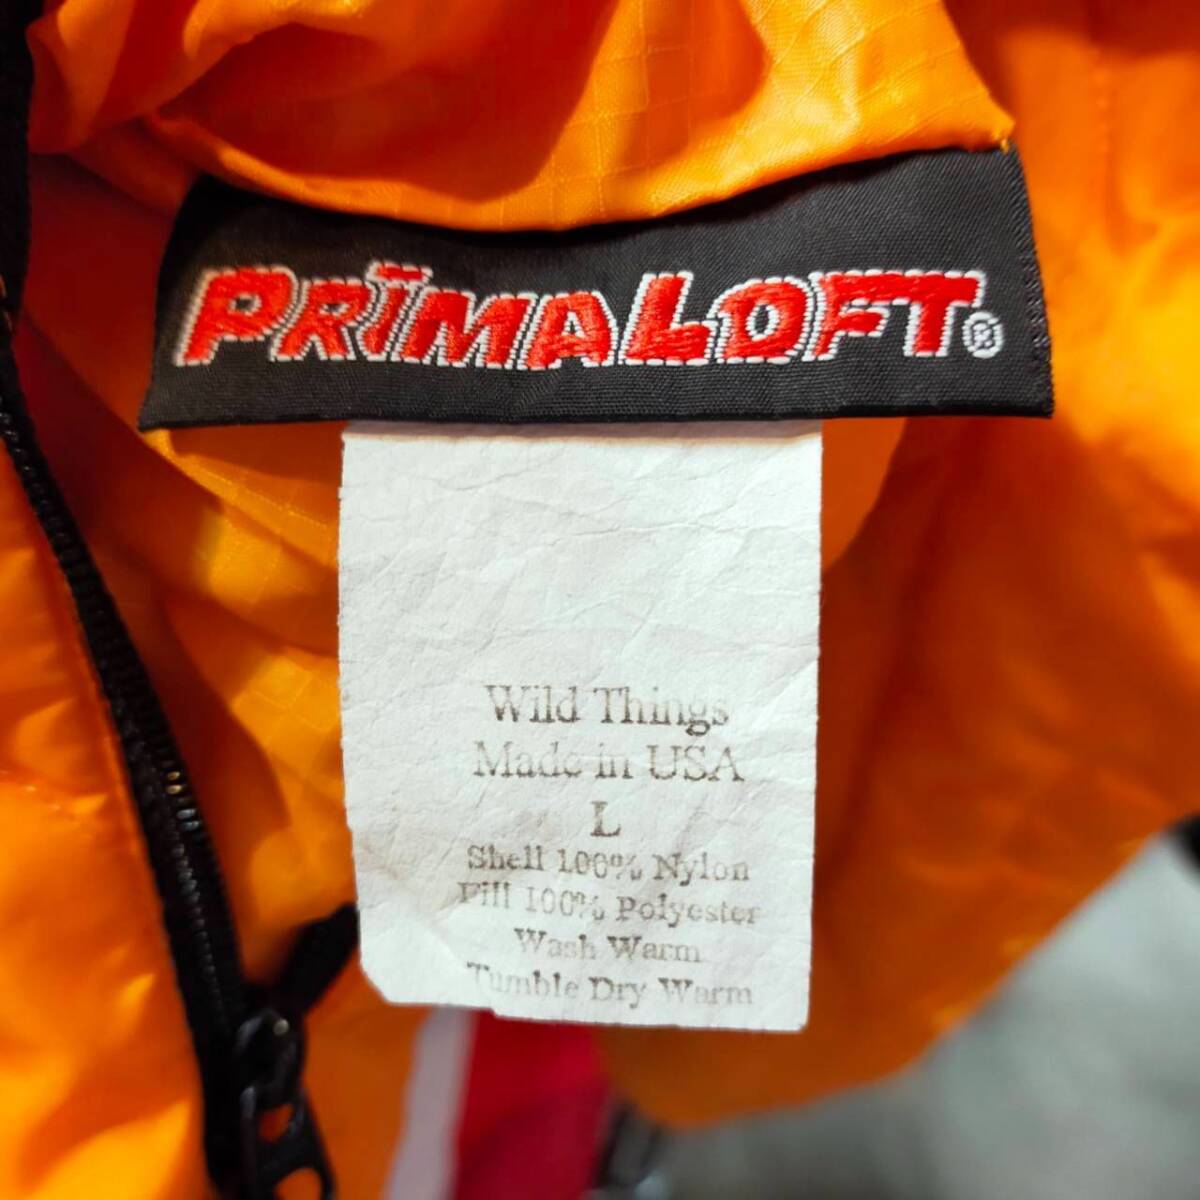 PRIMALOFT®
Wild Things
Made in USA
L
Shell 100% Nylon
Fill 100% Polyester
Wash Warm
Tumble Dry Warm